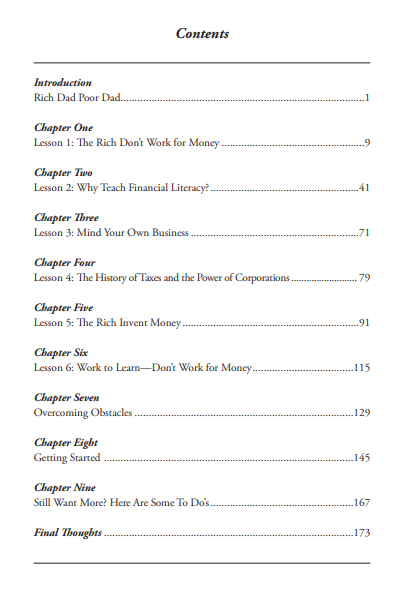 Contents
Introduction
Rich Dad Poor Dad....................................................................................1
Chapter One
Lesson 1: The Rich Don't Work for Money ................................................9
Chapter Two
Lesson 2: Why Teach Financial Literacy? ..................................................41
Chapter Three
Lesson 3: Mind Your Own Business .........................................................71
Chapter Four
Lesson 4: The History of Taxes and the Power of Corporations ......................... 79
Chapter Five
Lesson 5: The Rich Invent Money ............................................................91
Chapter Six
Lesson 6: Work to Learn—Don't Work for Money...................................115
Chapter Seven
Overcoming Obstacles ...........................................................................129
Chapter Eight
Getting Started ......................................................................................145
Chapter Nine
Still Want More? Here Are Some To Do's .................................................167
Final Thoughts ......................................................................................173